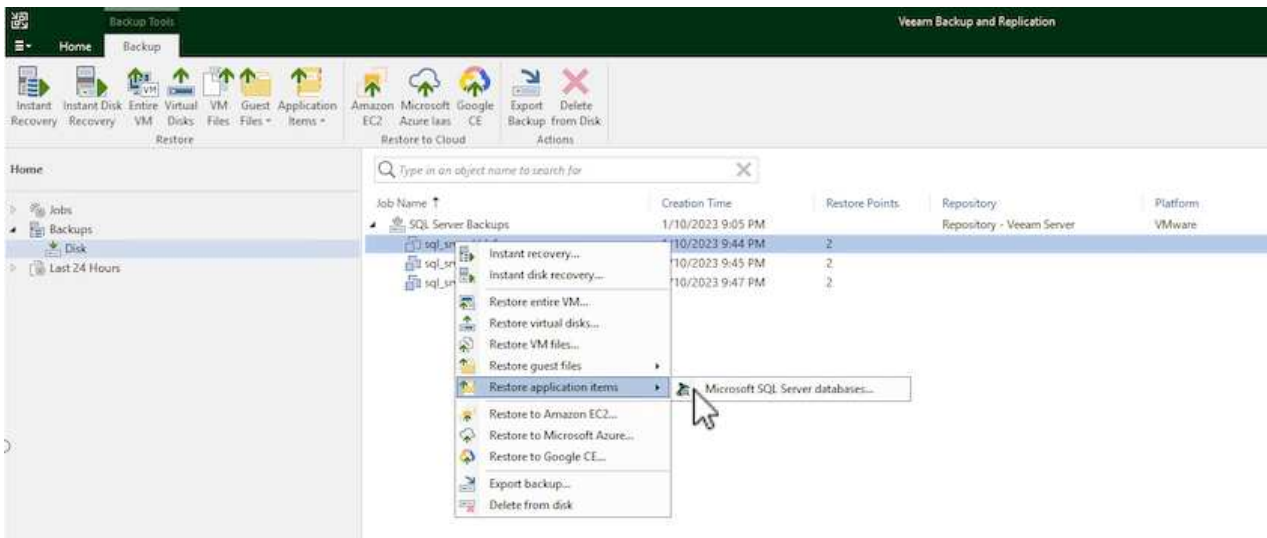 Backup Tools
Veeam Backup and Replication
Home Backup
Instant Recovery
Instant Disk Recovery
Entire VM
Virtual Disks
VM Files
Guest Files
Application Items
Restore
Amazon EC2
Microsoft Azure Iaas
Google CE
Restore to Cloud
Export Backup
Delete from Disk
Actions
Home
Jobs
Backups
Disk
Last 24 Hours
Type in an object name to search for
Job Name Creation Time Restore Points Repository Platform
SQL Server Backups 1/10/2023 9:05 PM Repository - Veeam Server VMware
10/2023 9:44 PM 2
/10/2023 9:45 PM 2
/10/2023 9:47 PM 2
Instant recovery...
Instant disk recovery...
Restore entire VM...
Restore virtual disks...
Restore VM files...
Restore guest files
Restore application items
Microsoft SQL Server databases...
Restore to Amazon EC2...
Restore to Microsoft Azure...
Restore to Google CE...
Export backup...
Delete from disk